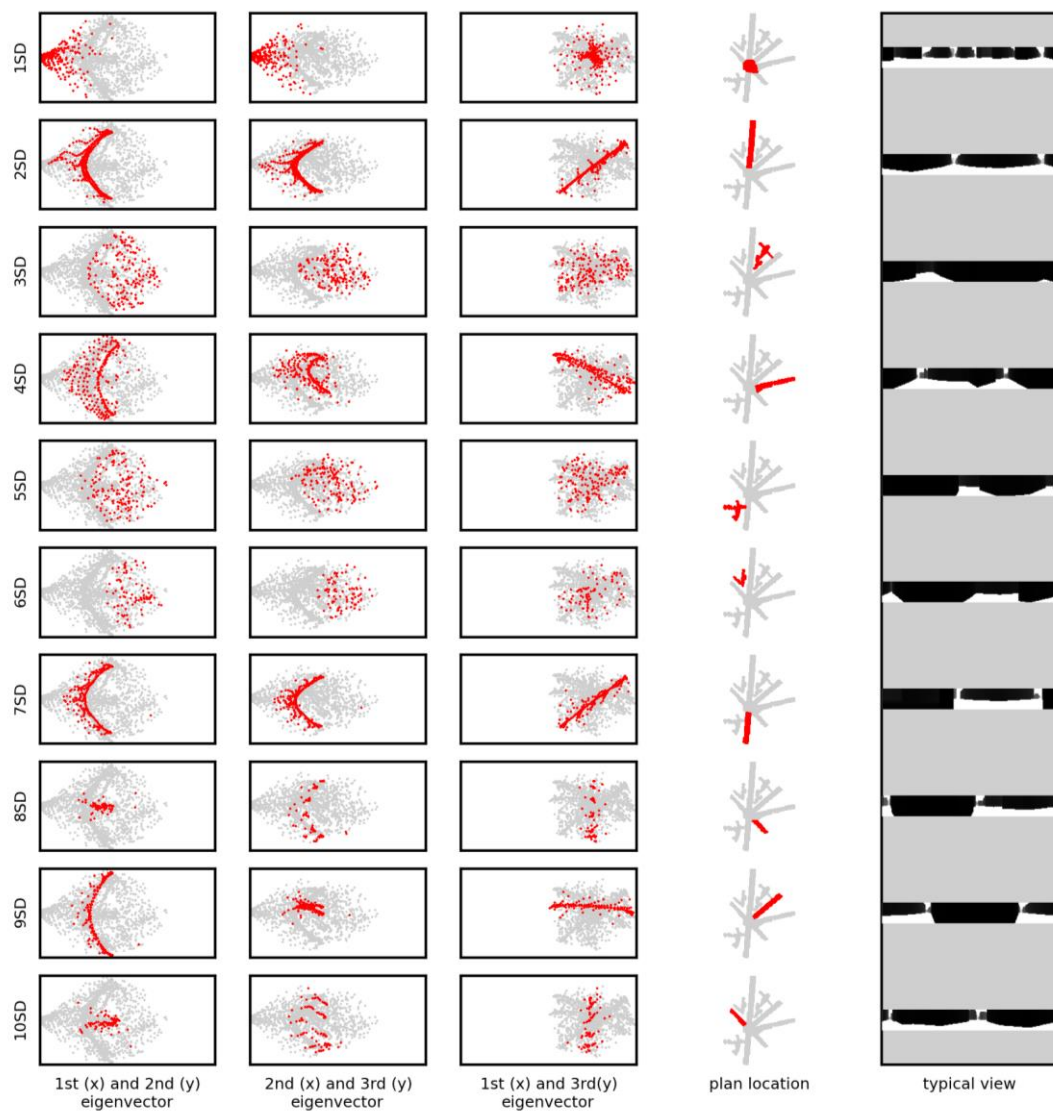 1SD
2SD
3SD
4SD
5SD
6SD
7SD
8SD
9SD
10SD
1st (x) and 2nd (y)
eigenvector
2nd (x) and 3rd (y)
eigenvector
1st (x) and 3rd(y)
eigenvector
plan location
typical view